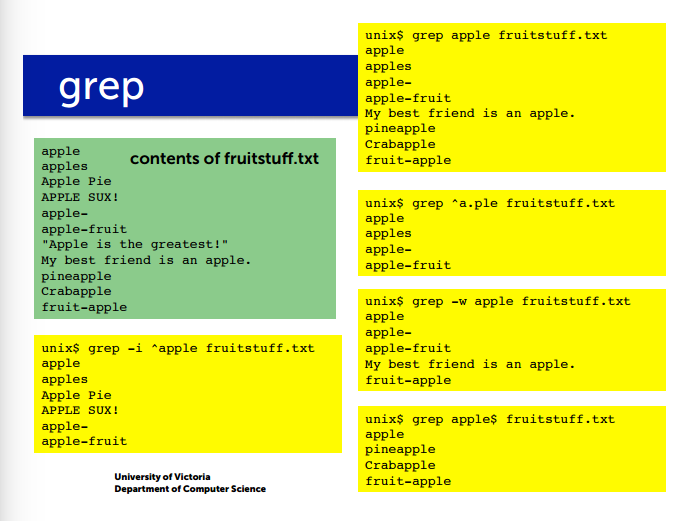 grep
contents of fruitstuff.txt
apple
apples
Apple Pie
APPLE SUX!
apple-
apple-fruit
"Apple is the greatest!"
My best friend is an apple.
pineapple
Crabapple
fruit-apple
unix$ grep -i ^apple fruitstuff.txt
apple
apples
Apple Pie
APPLE SUX!
apple-
apple-fruit
unix$ grep apple fruitstuff.txt
apple
apples
apple-
apple-fruit
My best friend is an apple.
pineapple
Crabapple
fruit-apple
unix$ grep ^a.ple fruitstuff.txt
apple
apples
apple-
apple-fruit
unix$ grep -w apple fruitstuff.txt
apple
apple-
apple-fruit
My best friend is an apple.
fruit-apple
unix$ grep apple$ fruitstuff.txt
apple
pineapple
Crabapple
fruit-apple
University of Victoria
Department of Computer Science